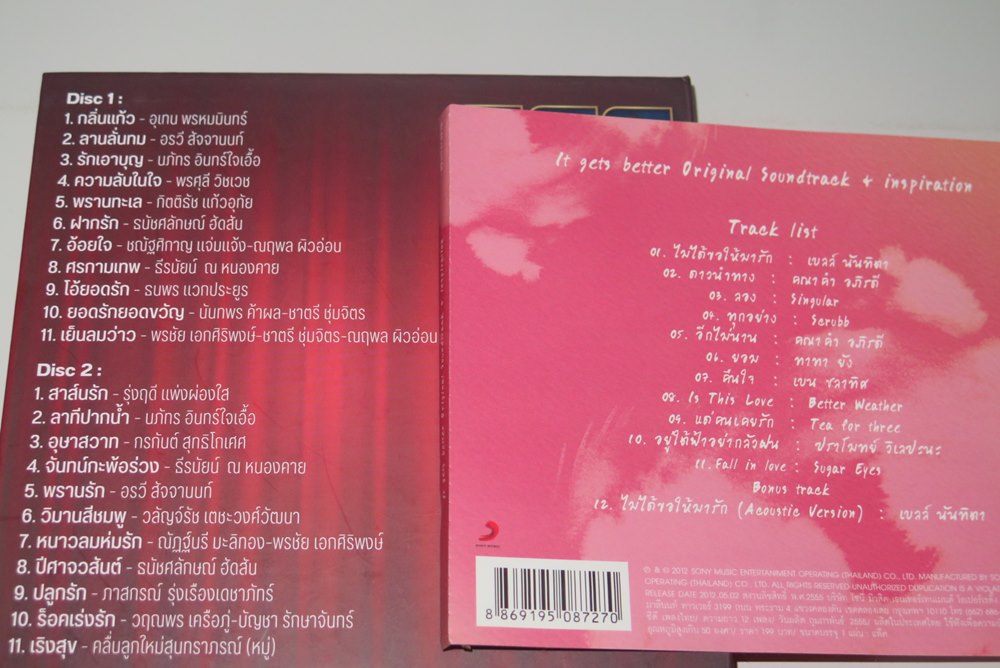 Disc 1 :
1. กลิ่นแก้ว - อุเทน พรหมมินทร์
2. ลานลั่นทม - อรวี สัจจานนท์
3. รักเอาบุญ - นภัทร อินทร์ใจเอื้อ
4. ความลับในใจ - พรศุลี วิชเวช
5. พรานทะเล - กิตติรัช แก้วอุทัย
6. ฝากรัก - ธนัชศลักษณ์ ฮัดสัน
7. อ้อยใจ - ชณัฐศิกาญ แจ่มแจ้ง-ณฤพล ผิวอ่อน
8. ศรกามเทพ - ธีรนัยน์ ณ หนองคาย
9. โอ้ยอดรัก - ธนพร แวกประยูร
10. ยอดรักยอดขวัญ - นันทพร ค้าผล-ชาตรี ชุ่มจิตร
11. เย็นลมว่าว - พรชัย เอกศิริพงษ์-ชาตรี ชุ่มจิตร-ณฤพล ผิวอ่อน
Disc 2 :
1. สาส์นรัก - รุ่งฤดี แพ่งผ่องใส
2. ลาทีปากน้ำ - นภัทร อินทร์ใจเอื้อ
3. อุษาสวาท - กรกันต์ สุทธิโกเศศ
4. จันทน์กะพ้อร่วง - ธีรนัยน์ ณ หนองคาย
5. พรานรัก - อรวี สัจจานนท์
6. วิมานสีชมพู - วลัญจ์รัช เตชะวงศ์วัฒนา
7. หนาวลมห่มรัก - ณัฏฐ์นรี มะลิทอง-พรชัย เอกศิริพงษ์
8. ปีศาจวสันต์ - ธนัชศลักษณ์ ฮัดสัน
9. ปลูกรัก - ภาสกรณ์ รุ่งเรืองเดชาภัทร์
10. ร็อคเร่งรัก - วฤณพร เครือภู่-บัญชา รักษาจันทร์
11. เริงสุข - คลื่นลูกใหม่สุนทราภรณ์ (หมู่)
It gets better Original Soundtrack & inspiration
Track list
01. ไม่ได้ขอให้มารัก : เบลล์ นันทิตา
02. ดาวนำทาง : คณาคำ อภิรดี
03. ลอง : Singular
04. ทุกอย่าง : Scrubb
05. อีกไม่นาน : คณาคำ อภิรดี
06. ยอม : ทาทา ยัง
07. คืนใจ : เบน ชลาทิศ
08. Is This Love : Better Weather
09. แด่คนเคยรัก : Tea for three
10. อยู่ใต้ฟ้าอย่ากลัวฝน : ปราโมทย์ วิเลปะนะ
11. Fall in love : Sugar Eyes
Bonus track
12. ไม่ได้ขอให้มารัก (Acoustic Version) : เบลล์ นันทิตา
SONY MUSIC
8 869195 087270
℗ & © 2012 SONY MUSIC ENTERTAINMENT OPERATING (THAILAND) CO., LTD. MANUFACTURED BY SO
OPERATING (THAILAND) CO., LTD. ALL RIGHTS RESERVED UNAUTHORIZED DUPLICATION IS A VIOLA
RELEASE DATE 2012.05.02